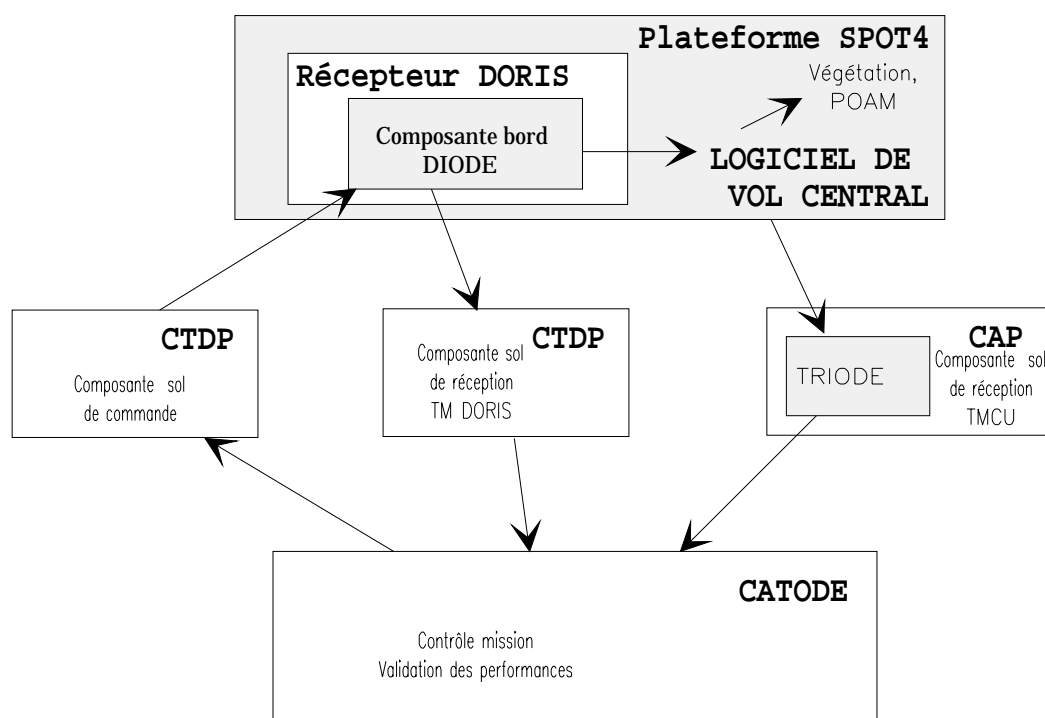 Plateforme SPOT4
Récepteur DORIS
Végétation,
POAM
Composante bord
DIODE
LOGICIEL DE
VOL CENTRAL
CTDP
Composante sol
de commande
CTDP
Composante sol
de réception
TM DORIS
CAP
TRIODE
Composante sol
de réception
TMCU
CATODE
Contrôle mission
Validation des performances